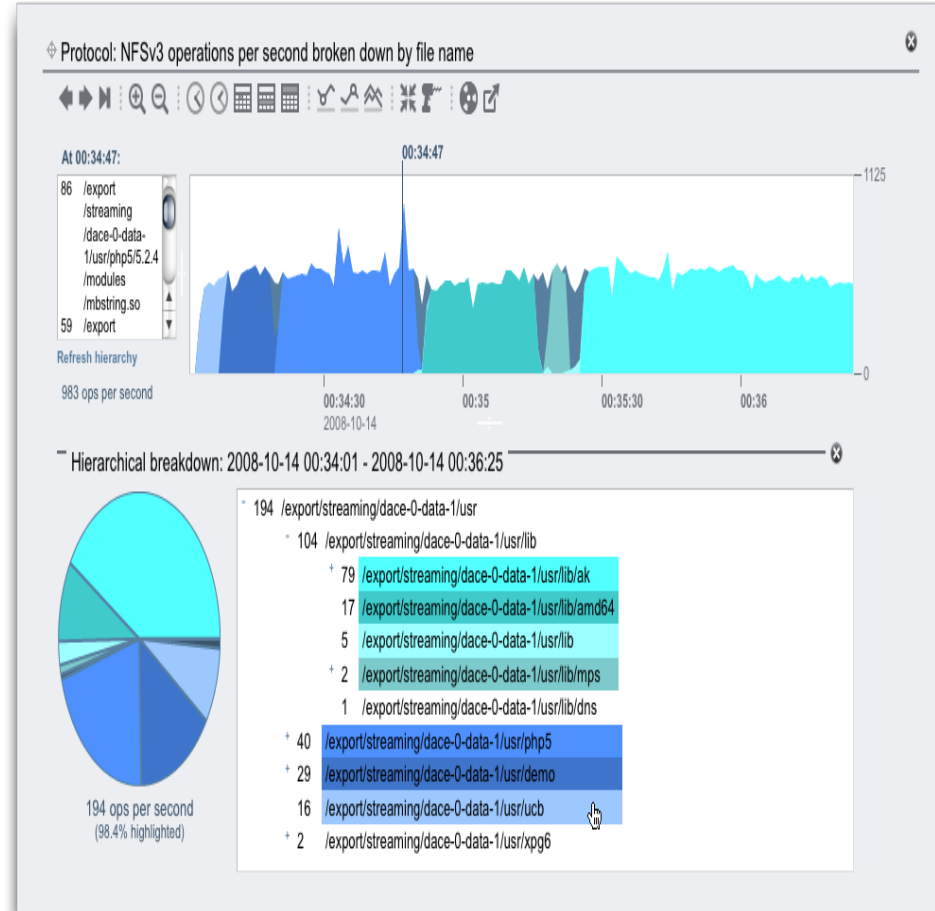 Protocol: NFSv3 operations per second broken down by file name
At 00:34:47:
00:34:47
1125
86 /export
/streaming
/dace-0-data-
1/usr/php5/5.2.4
/modules
/mbstring.so
59 /export
Refresh hierarchy
983 ops per second
0
00:34:30 00:35 00:35:30 00:36
2008-10-14
Hierarchical breakdown: 2008-10-14 00:34:01 - 2008-10-14 00:36:25
194 /export/streaming/dace-0-data-1/usr
104 /export/streaming/dace-0-data-1/usr/lib
79 /export/streaming/dace-0-data-1/usr/lib/ak
17 /export/streaming/dace-0-data-1/usr/lib/amd64
5 /export/streaming/dace-0-data-1/usr/lib
2 /export/streaming/dace-0-data-1/usr/lib/mps
1 /export/streaming/dace-0-data-1/usr/lib/dns
40 /export/streaming/dace-0-data-1/usr/php5
29 /export/streaming/dace-0-data-1/usr/demo
16 /export/streaming/dace-0-data-1/usr/ucb
2 /export/streaming/dace-0-data-1/usr/xpg6
194 ops per second
(98.4% highlighted)